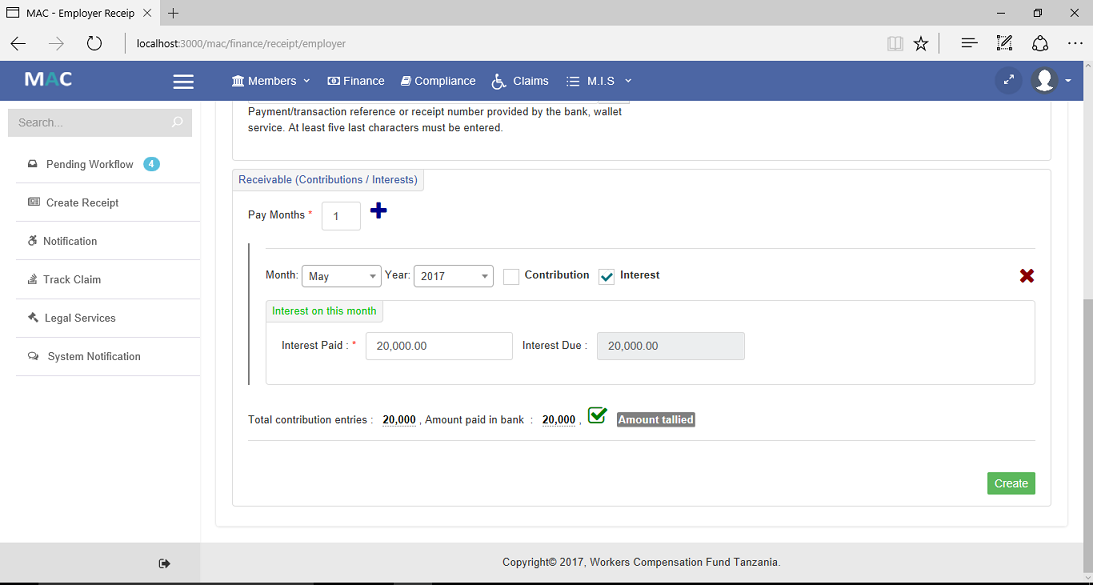 MAC - Employer Receip
localhost:3000/mac/finance/receipt/employer
MAC
Members Finance Compliance Claims M.I.S
Search...
Pending Workflow 4
Create Receipt
Notification
Track Claim
Legal Services
System Notification
Payment/transaction reference or receipt number provided by the bank, wallet
service. At least five last characters must be entered.
Receivable (Contributions / Interests)
Pay Months * 1
Month: May Year: 2017 Contribution Interest
Interest on this month
Interest Paid : * 20,000.00 Interest Due : 20,000.00
Total contribution entries : 20,000 , Amount paid in bank : 20,000 , Amount tallied
Create
Copyright© 2017, Workers Compensation Fund Tanzania.